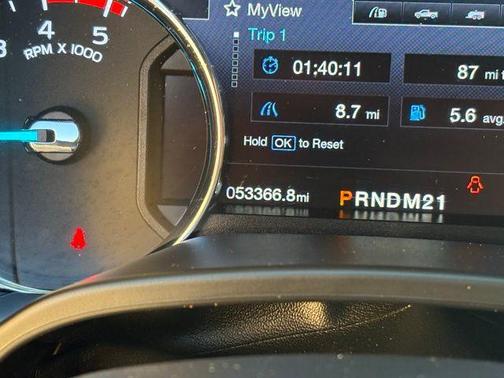 MyView
Trip 1
01:40:11
87 mi
8.7 mi
5.6 avg.
Hold OK to Reset
053366.8mi
PRNDM21
3
4
5
RPM X 1000